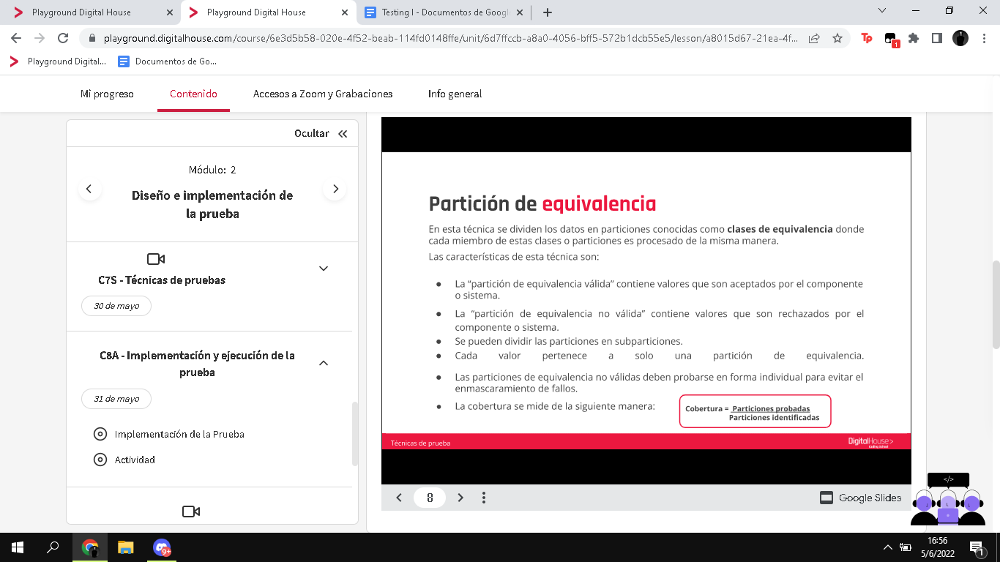 Playground Digital House
Playground Digital House
Testing I - Documentos de Googl
playground.digitalhouse.com/course/6e3d5b58-020e-4f52-beab-114fd0148ffe/unit/6d7ffccb-a8a0-4056-bff5-572b1dcb55e5/lesson/a8015d67-21ea-4f...
Tp
1
Playground Digital...
Documentos de Go...
Mi progreso
Contenido
Accesos a Zoom y Grabaciones
Info general
Ocultar
Módulo: 2
Diseño e implementación de
la prueba
C7S - Técnicas de pruebas
30 de mayo
C8A - Implementación y ejecución de la
prueba
31 de mayo
Implementación de la Prueba
Actividad
Partición de equivalencia
En esta técnica se dividen los datos en particiones conocidas como clases de equivalencia donde
cada miembro de estas clases o particiones es procesado de la misma manera.
Las características de esta técnica son:
● La “partición de equivalencia válida” contiene valores que son aceptados por el componente
o sistema.
● La “partición de equivalencia no válida” contiene valores que son rechazados por el
componente o sistema.
● Se pueden dividir las particiones en subparticiones.
● Cada valor pertenece a solo una partición de equivalencia.
● Las particiones de equivalencia no válidas deben probarse en forma individual para evitar el
enmascaramiento de fallos.
● La cobertura se mide de la siguiente manera:
Cobertura = Particiones probadas
Particiones identificadas
Técnicas de prueba
DigitalHouse>
Coding School
8
Google Slides
</>
9+
16:56
5/6/2022
1